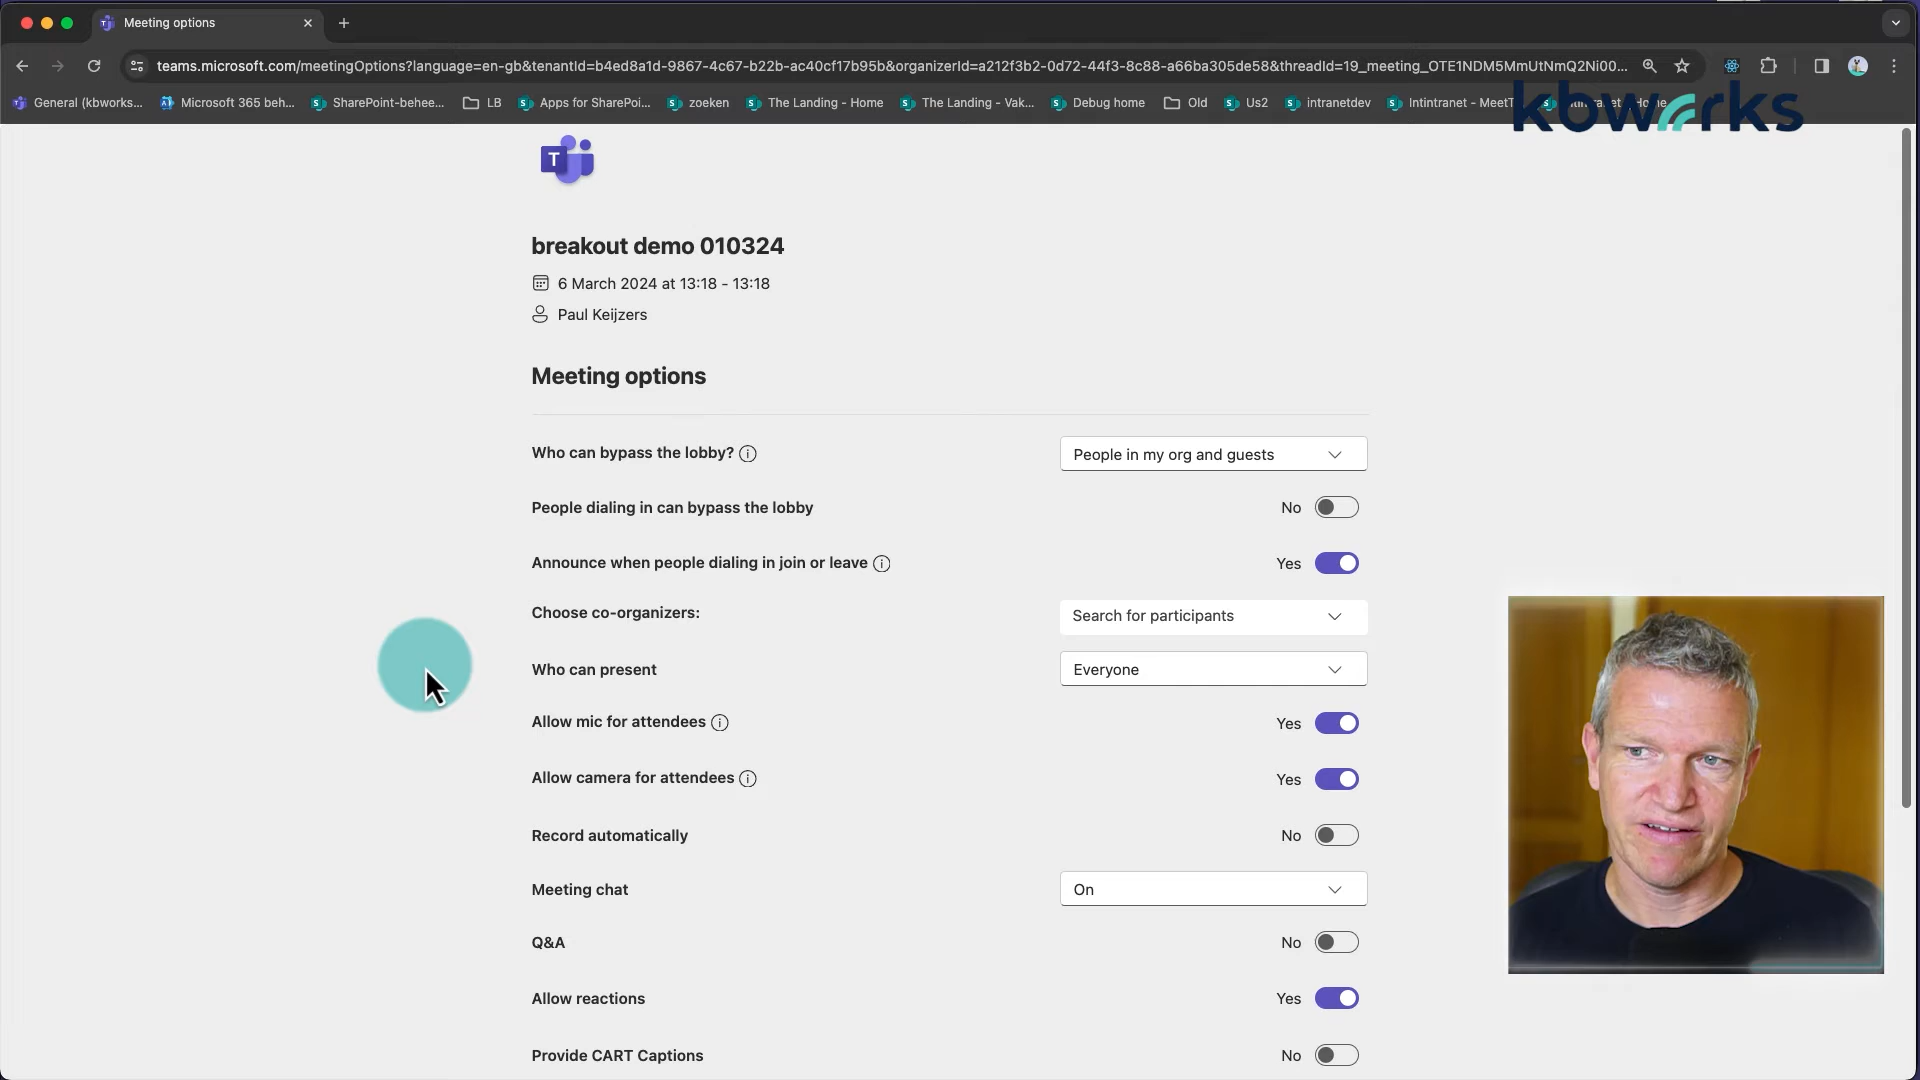 Meeting options
teams.microsoft.com/meetingOptions?language=en-gb&tenantId=b4ed8a1d-9867-4c67-b22b-ac40cf17b95b&organizerId=a212f3b2-0d72-44f3-8c88-a66ba305de58&threadId=19_meeting_OTE1NDM5MmUtNmQ2Ni00...
General (kbworks... Microsoft 365 beh... SharePoint-behee... LB Apps for SharePoi... zoeken The Landing - Home The Landing - Vak... Debug home Old Us2 intranetdev Intintranet - MeetT
kbworks
T
breakout demo 010324
6 March 2024 at 13:18 - 13:18
Paul Keijzers
Meeting options
Who can bypass the lobby? People in my org and guests
People dialing in can bypass the lobby No
Announce when people dialing in join or leave Yes
Choose co-organizers: Search for participants
Who can present Everyone
Allow mic for attendees Yes
Allow camera for attendees Yes
Record automatically No
Meeting chat On
Q&A No
Allow reactions Yes
Provide CART Captions No